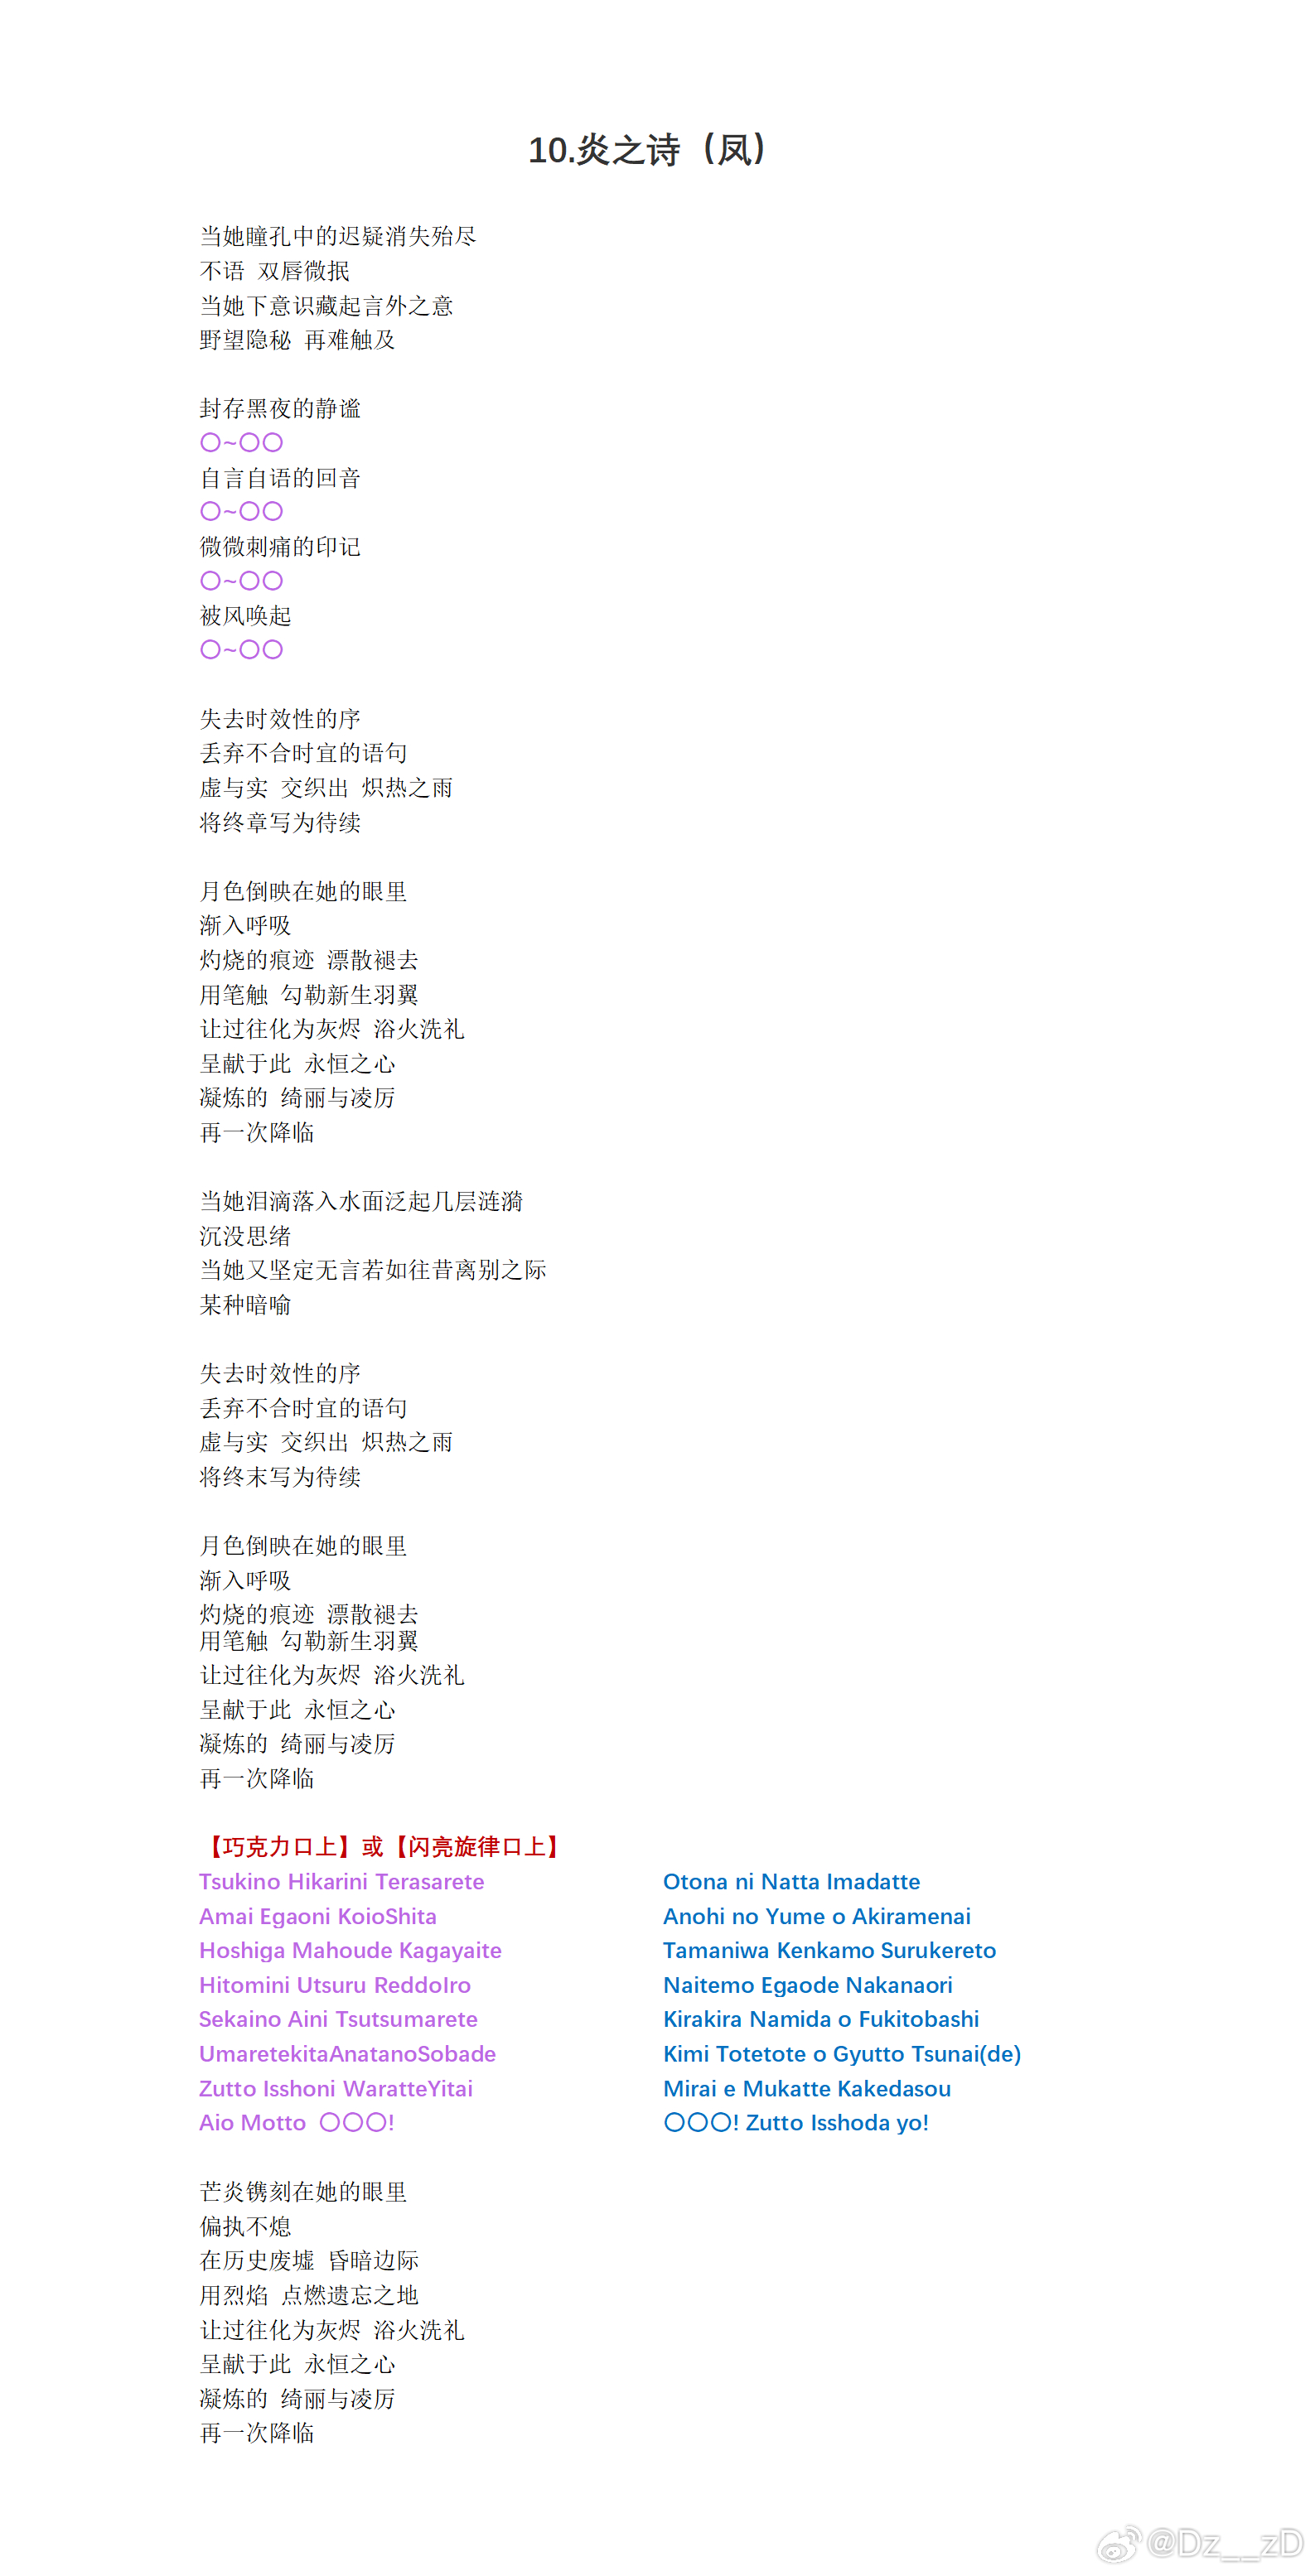 10.炎之诗（凤）
当她瞳孔中的迟疑消失殆尽
不语 双唇微抿
当她下意识藏起言外之意
野望隐秘 再难触及
封存黑夜的静谧
〇~〇〇
自言自语的回音
〇~〇〇
微微刺痛的印记
〇~〇〇
被风唤起
〇~〇〇
失去时效性的序
丢弃不合时宜的语句
虚与实 交织出 炽热之雨
将终章写为待续
月色倒映在她的眼里
渐入呼吸
灼烧的痕迹 漂散褪去
用笔触 勾勒新生羽翼
让过往化为灰烬 浴火洗礼
呈献于此 永恒之心
凝炼的 绮丽与凌厉
再一次降临
当她泪滴落入水面泛起几层涟漪
沉没思绪
当她又坚定无言若如往昔离别之际
某种暗喻
失去时效性的序
丢弃不合时宜的语句
虚与实 交织出 炽热之雨
将终末写为待续
月色倒映在她的眼里
渐入呼吸
灼烧的痕迹 漂散褪去
用笔触 勾勒新生羽翼
让过往化为灰烬 浴火洗礼
呈献于此 永恒之心
凝炼的 绮丽与凌厉
再一次降临
【巧克力口上】或【闪亮旋律口上】
Tsukino Hikarini Terasarete
Amai Egaoni KoioShita
Hoshiga Mahoude Kagayaite
Hitomini Utsuru ReddoIro
Sekaino Aini Tsutsumarete
UmaretekitaAnatanoSobade
Zutto Isshoni WaratteYitai
Aio Motto 〇〇〇!
Otona ni Natta Imadatte
Anohi no Yume o Akiramenai
Tamaniwa Kenkamo Surukereto
Naitemo Egaode Nakanaori
Kirakira Namida o Fukitobashi
Kimi Totetote o Gyutto Tsunai(de)
Mirai e Mukatte Kakedasou
〇〇〇! Zutto Isshoda yo!
芒炎镌刻在她的眼里
偏执不熄
在历史废墟 昏暗边际
用烈焰 点燃遗忘之地
让过往化为灰烬 浴火洗礼
呈献于此 永恒之心
凝炼的 绮丽与凌厉
再一次降临
@Dz__zD